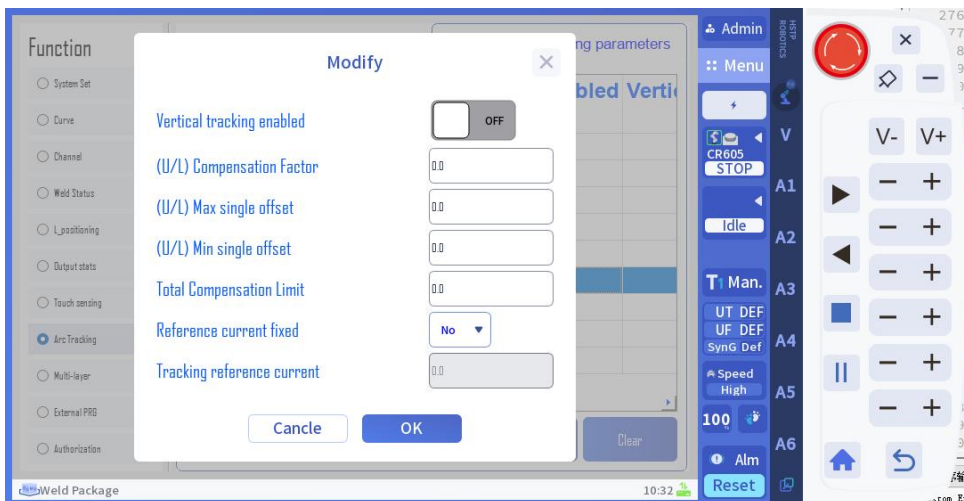 Function
System Set
Curve
Channel
Weld Status
L_positioning
Output stats
Touch sensing
Arc Tracking
Multi-layer
External PRG
Authorization
ng parameters
bled Vertic
Modify
Vertical tracking enabled
OFF
(U/L) Compensation Factor
0.0
(U/L) Max single offset
0.0
(U/L) Min single offset
0.0
Total Compensation Limit
0.0
Reference current fixed
No
Tracking reference current
0.0
Cancle
OK
Clear
Weld Package
10:32
Admin
Menu
CR605
STOP
Idle
T1 Man.
UT DEF
UF DEF
SynG Def
Speed
High
100
Alm
Reset
HSTP
ROBOTICS
V
A1
A2
A3
A4
A5
A6
V-
V+
276